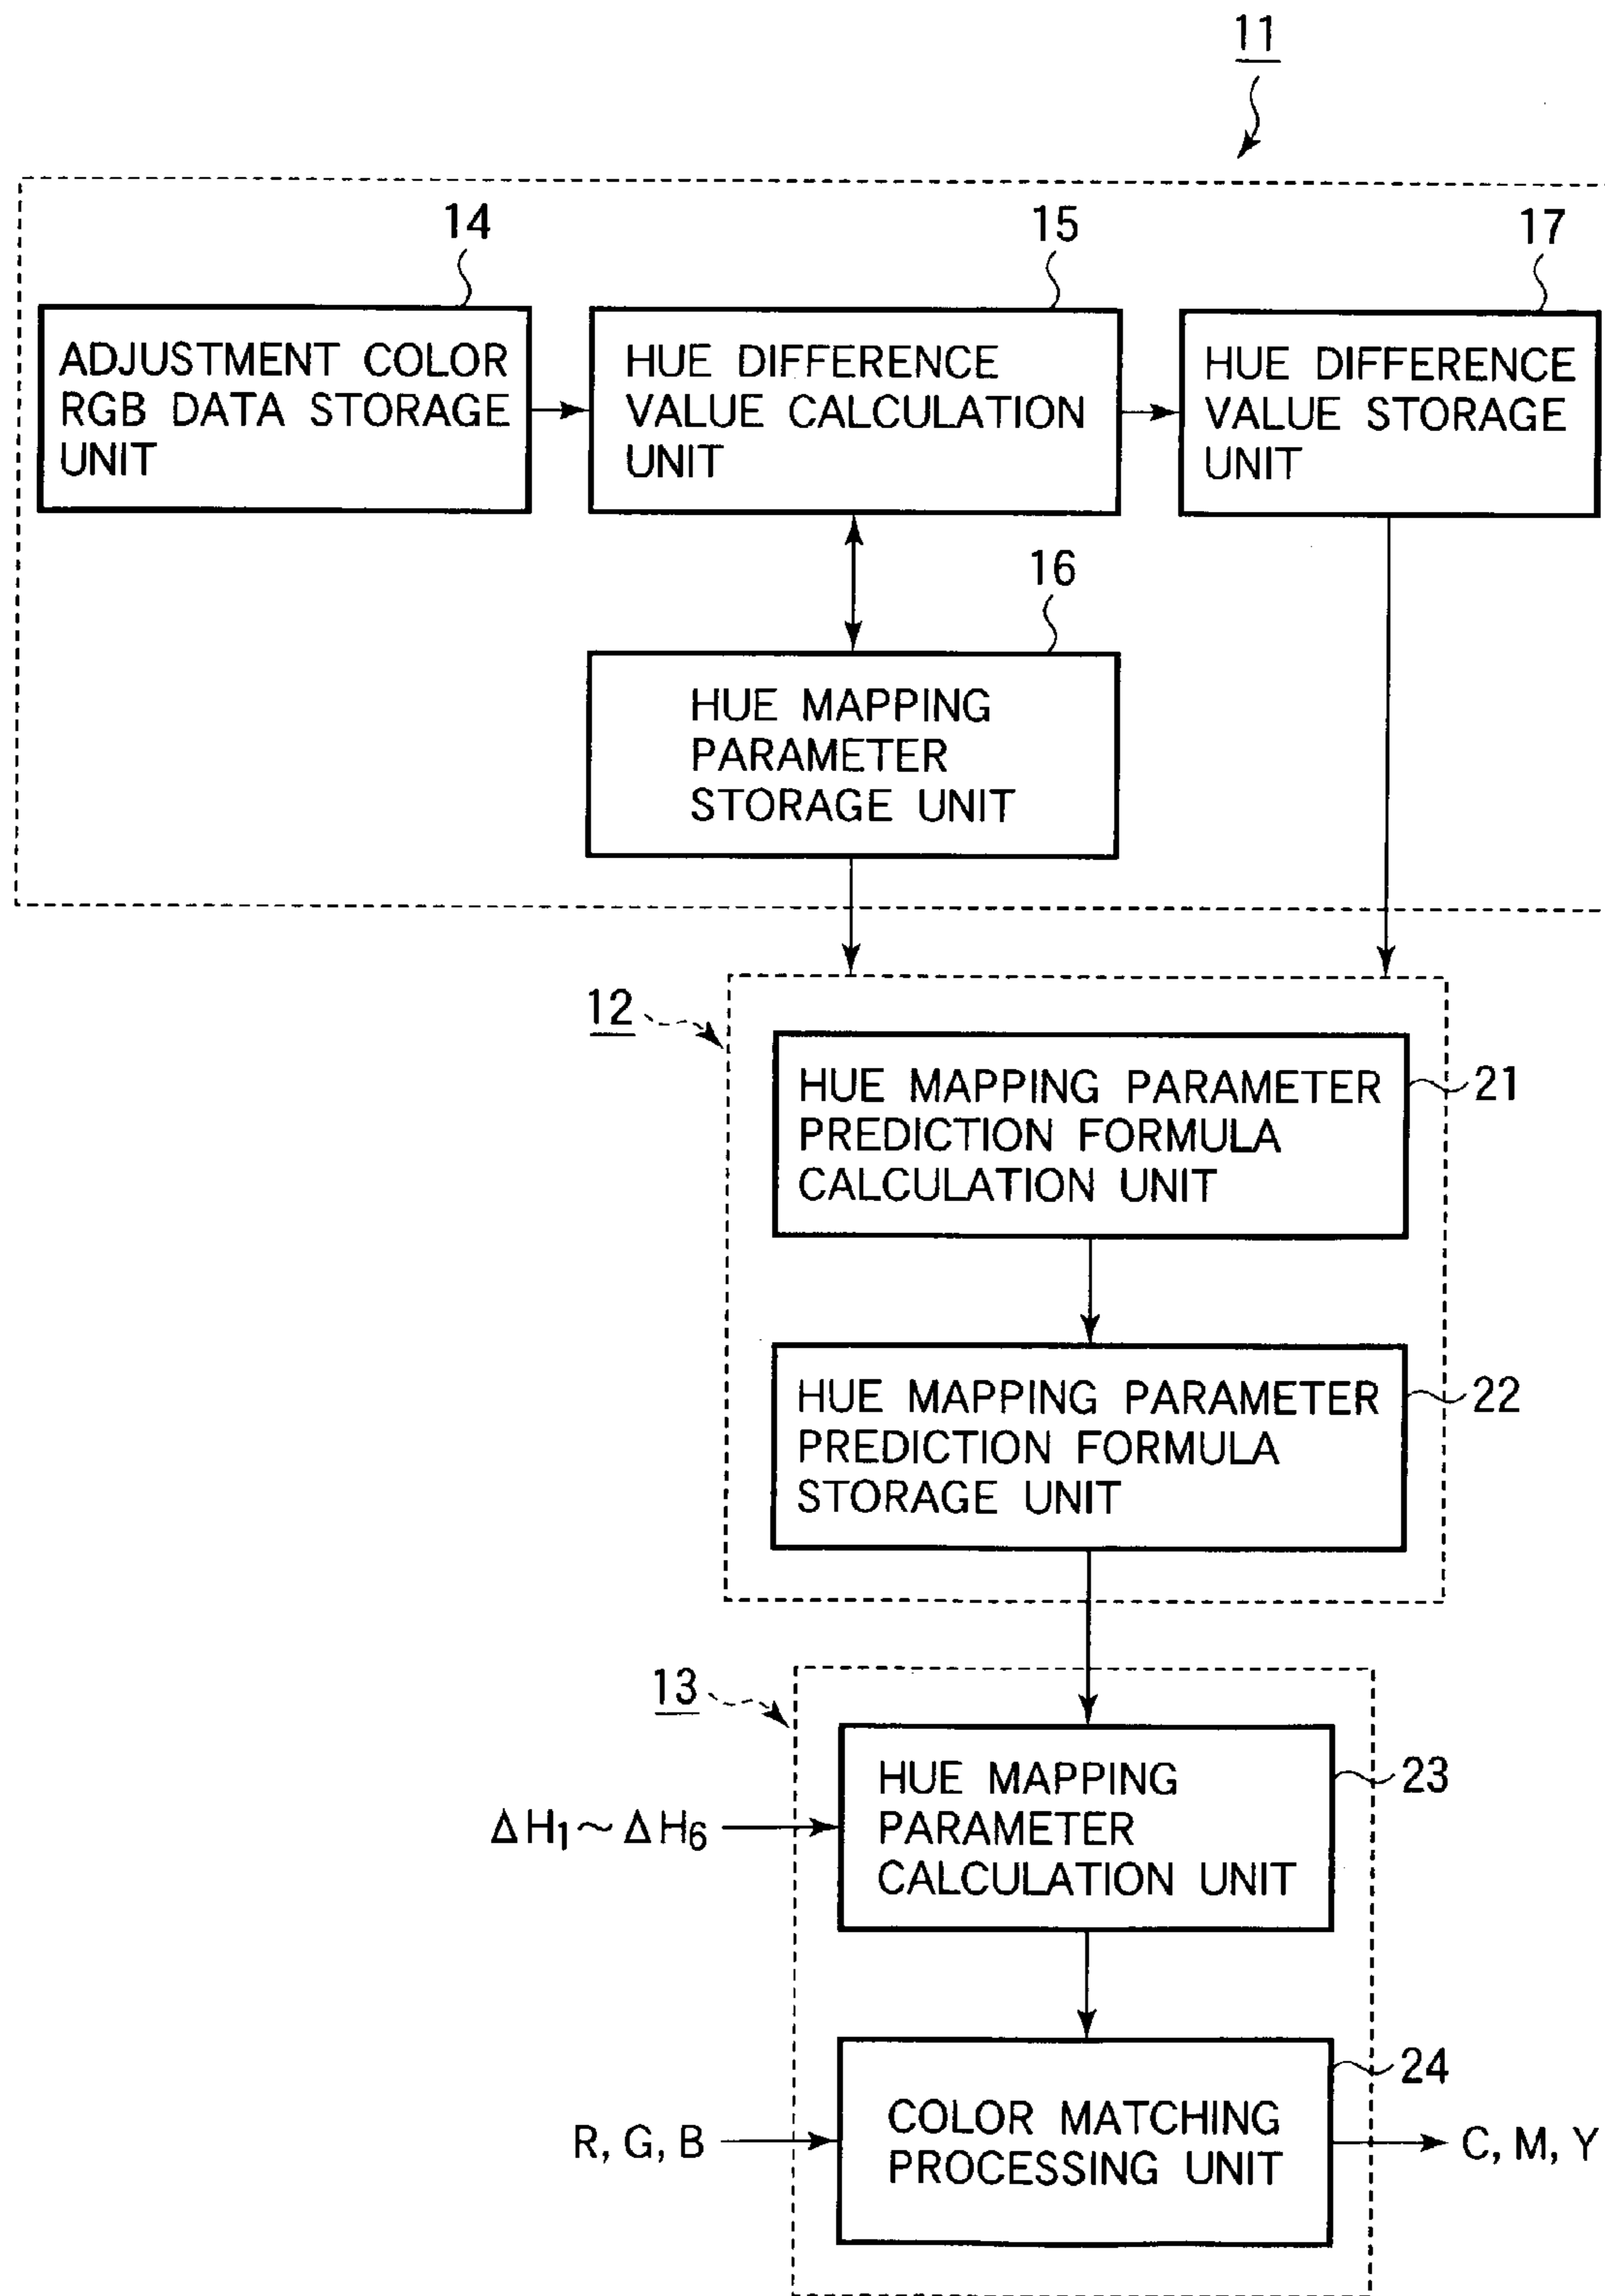 11
14
15
17
ADJUSTMENT COLOR
RGB DATA STORAGE
UNIT
HUE DIFFERENCE
VALUE CALCULATION
UNIT
HUE DIFFERENCE
VALUE STORAGE
UNIT
16
HUE MAPPING
PARAMETER
STORAGE UNIT
12
HUE MAPPING PARAMETER
PREDICTION FORMULA
CALCULATION UNIT
21
HUE MAPPING PARAMETER
PREDICTION FORMULA
STORAGE UNIT
22
13
HUE MAPPING
PARAMETER
CALCULATION UNIT
23
ΔH1~ΔH6
24
COLOR MATCHING
PROCESSING UNIT
R, G, B
C, M, Y